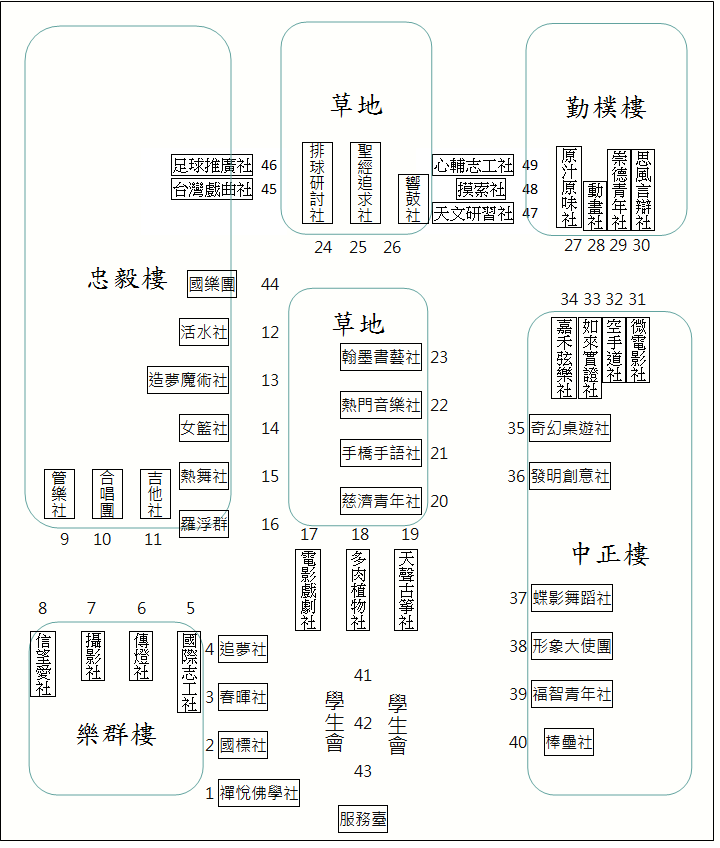 草地
勤樸樓
足球推廣社 46
台灣戲曲社 45
排球研討社
聖經追求社
響鼓社
24 25 26
心輔志工社 49
摸索社 48
天文研習社 47
原汁原味社
動畫社
崇德青年社
思風言辯社
27 28 29 30
忠毅樓
國樂團 44
活水社 12
造夢魔術社 13
女籃社 14
熱舞社 15
羅浮群 16
管樂社
合唱團
吉他社
9 10 11
草地
翰墨書藝社 23
熱門音樂社 22
手橋手語社 21
慈濟青年社 20
17 18 19
電影戲劇社
多肉植物社
天聲古箏社
34 33 32 31
嘉禾弦樂社
如來實證社
空手道社
微電影社
35 奇幻桌遊社
36 發明創意社
中正樓
37 蝶影舞蹈社
38 形象大使團
39 福智青年社
40 棒壘社
8 7 6 5
信望愛社
攝影社
傳燈社
國際志工社
樂群樓
4 追夢社
3 春暉社
2 國標社
1 禪悅佛學社
41
學生會
42
學生會
43
服務臺